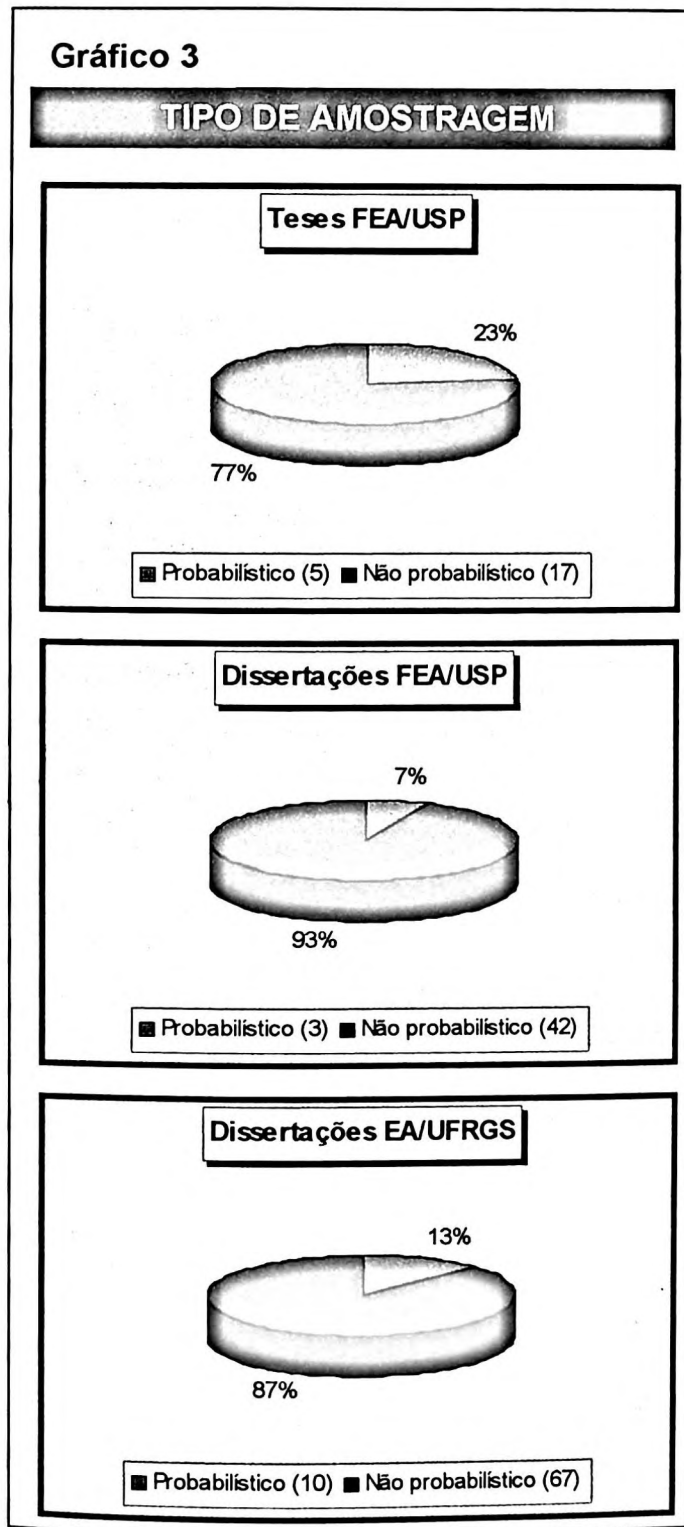 Gráfico 3
TIPO DE AMOSTRAGEM
Teses FEA/USP
23%
77%
Probabilístico (5) Não probabilístico (17)
Dissertações FEA/USP
7%
93%
Probabilístico (3) Não probabilístico (42)
Dissertações EA/UFRGS
13%
87%
Probabilístico (10) Não probabilístico (67)